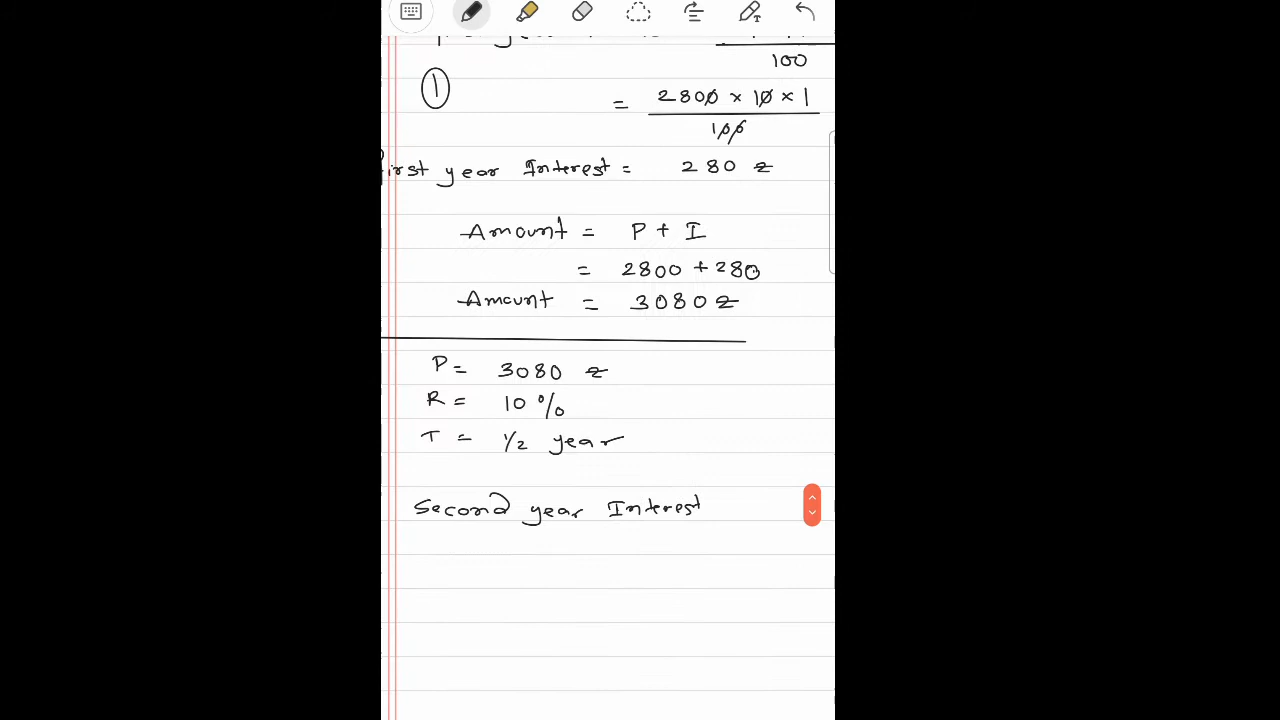 100
①
= 2800 × 10 × 1
100
First year Interest = 280 ₹
Amount = P + I
= 2800 + 280
Amount = 3080 ₹
P = 3080 ₹
R = 10 %
T = 1/2 year
Second year Interest